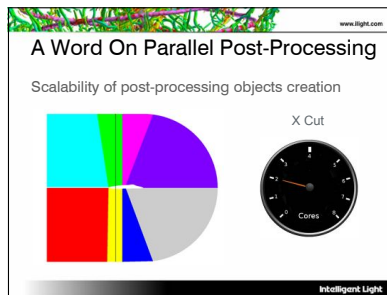 www.ilight.com
A Word On Parallel Post-Processing
Scalability of post-processing objects creation
X Cut
0
1
2
3
4
5
6
7
8
Cores
Intelligent Light